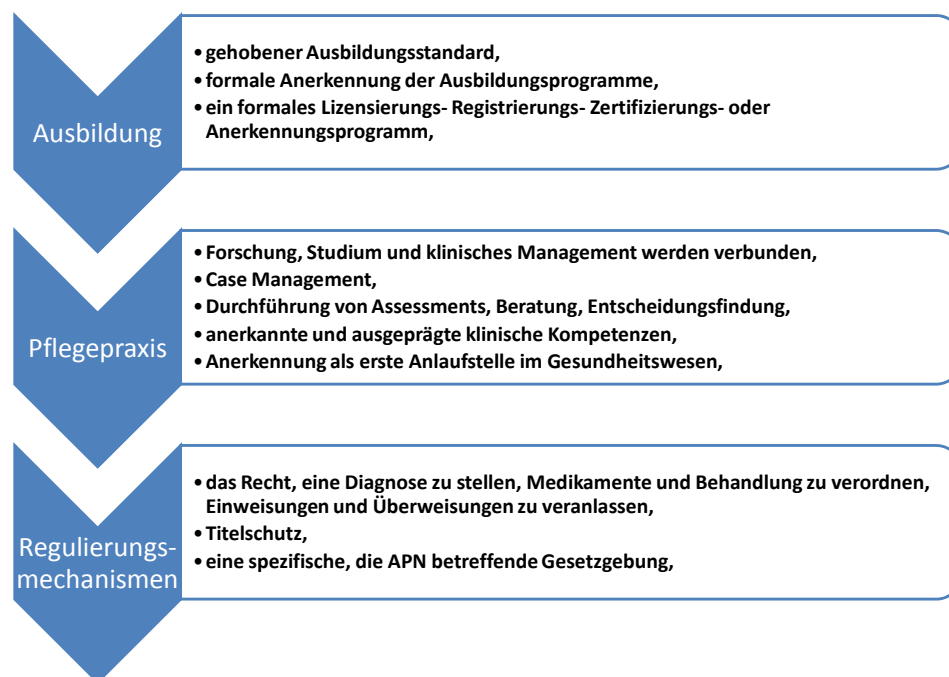 Ausbildung
• gehobener Ausbildungsstandard,
• formale Anerkennung der Ausbildungsprogramme,
• ein formales Lizensierungs- Registrierungs- Zertifizierungs- oder
Anerkennungsprogramm,
Pflegepraxis
• Forschung, Studium und klinisches Management werden verbunden,
• Case Management,
• Durchführung von Assessments, Beratung, Entscheidungsfindung,
• anerkannte und ausgeprägte klinische Kompetenzen,
• Anerkennung als erste Anlaufstelle im Gesundheitswesen,
Regulierungs-
mechanismen
• das Recht, eine Diagnose zu stellen, Medikamente und Behandlung zu verordnen,
Einweisungen und Überweisungen zu veranlassen,
• Titelschutz,
• eine spezifische, die APN betreffende Gesetzgebung,